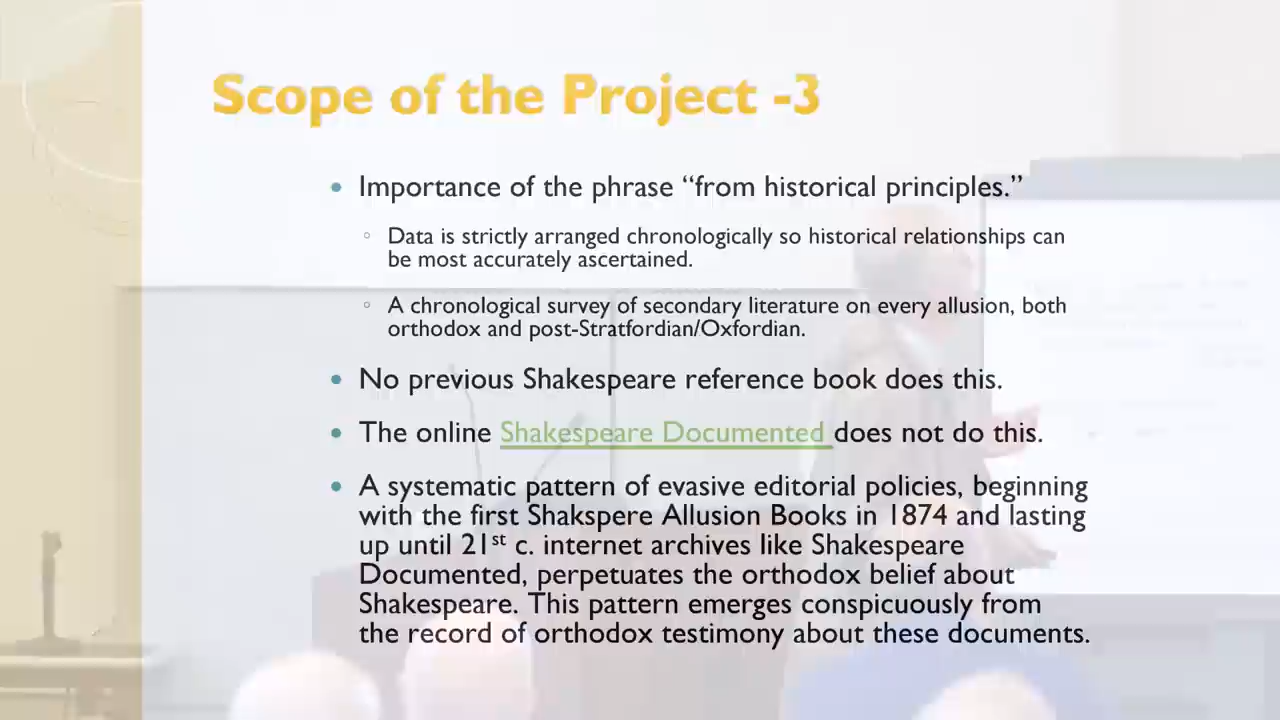 Scope of the Project -3
• Importance of the phrase “from historical principles.”
◦ Data is strictly arranged chronologically so historical relationships can
be most accurately ascertained.
◦ A chronological survey of secondary literature on every allusion, both
orthodox and post-Stratfordian/Oxfordian.
• No previous Shakespeare reference book does this.
• The online Shakespeare Documented does not do this.
• A systematic pattern of evasive editorial policies, beginning
with the first Shakspere Allusion Books in 1874 and lasting
up until 21st c. internet archives like Shakespeare
Documented, perpetuates the orthodox belief about
Shakespeare. This pattern emerges conspicuously from
the record of orthodox testimony about these documents.